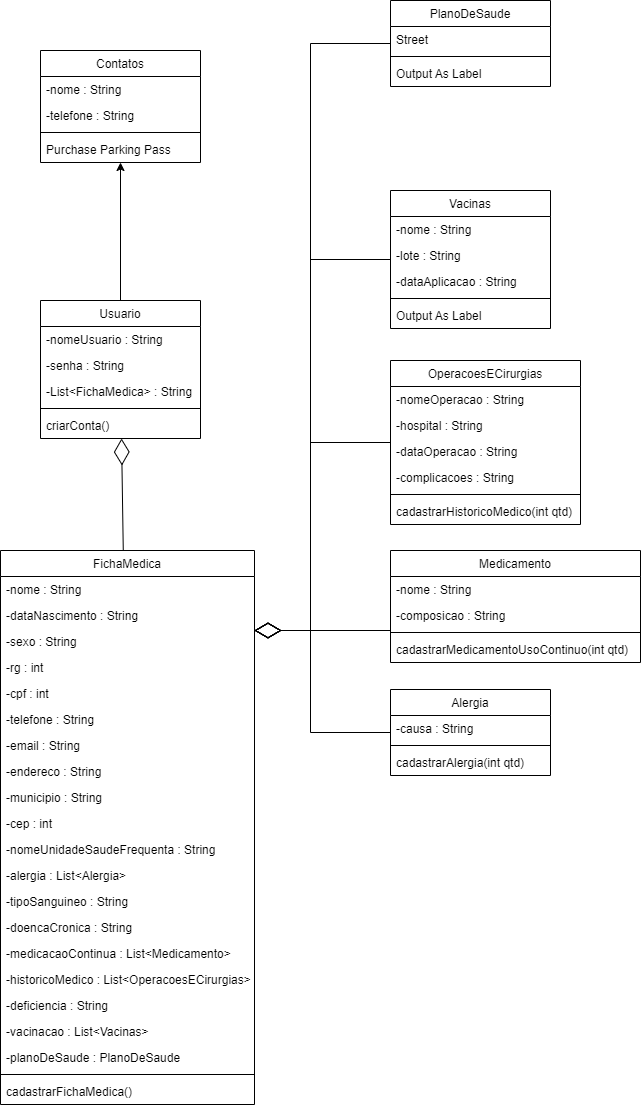 PlanoDeSaude
Street
Output As Label
Contatos
-nome : String
-telefone : String
Purchase Parking Pass
Vacinas
-nome : String
-lote : String
-dataAplicacao : String
Output As Label
Usuario
-nomeUsuario : String
-senha : String
-List<FichaMedica> : String
criarConta()
OperacoesECirurgias
-nomeOperacao : String
-hospital : String
-dataOperacao : String
-complicacoes : String
cadastrarHistoricoMedico(int qtd)
FichaMedica
-nome : String
-dataNascimento : String
-sexo : String
-rg : int
-cpf : int
-telefone : String
-email : String
-endereco : String
-municipio : String
-cep : int
-nomeUnidadeSaudeFrequenta : String
-alergia : List<Alergia>
-tipoSanguineo : String
-doencaCronica : String
-medicacaoContinua : List<Medicamento>
-historicoMedico : List<OperacoesECirurgias>
-deficiencia : String
-vacinacao : List<Vacinas>
-planoDeSaude : PlanoDeSaude
cadastrarFichaMedica()
Medicamento
-nome : String
-composicao : String
cadastrarMedicamentoUsoContinuo(int qtd)
Alergia
-causa : String
cadastrarAlergia(int qtd)